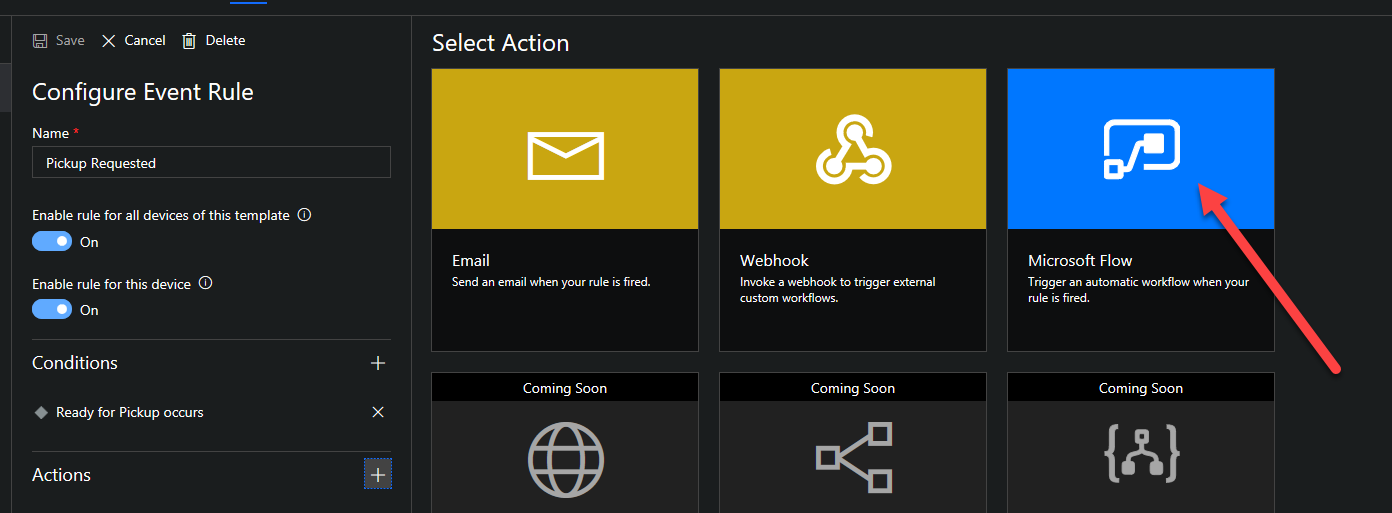 Save Cancel Delete
Configure Event Rule
Name *
Pickup Requested
Enable rule for all devices of this template
On
Enable rule for this device
On
Conditions
Ready for Pickup occurs
Actions
Select Action
Email
Send an email when your rule is fired.
Webhook
Invoke a webhook to trigger external
custom workflows.
Microsoft Flow
Trigger an automatic workflow when your
rule is fired.
Coming Soon
Coming Soon
Coming Soon